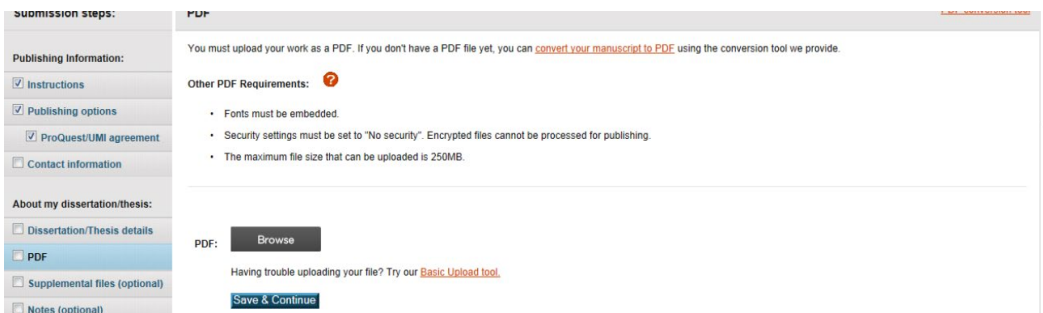 Submission steps:
PDF
PDF conversion tool
Publishing Information:
Instructions
Publishing options
ProQuest/UMI agreement
Contact information
About my dissertation/thesis:
Dissertation/Thesis details
PDF
Supplemental files (optional)
Notes (optional)
You must upload your work as a PDF. If you don't have a PDF file yet, you can convert your manuscript to PDF using the conversion tool we provide.
Other PDF Requirements: ?
• Fonts must be embedded.
• Security settings must be set to "No security". Encrypted files cannot be processed for publishing.
• The maximum file size that can be uploaded is 250MB.
PDF: Browse
Having trouble uploading your file? Try our Basic Upload tool.
Save & Continue